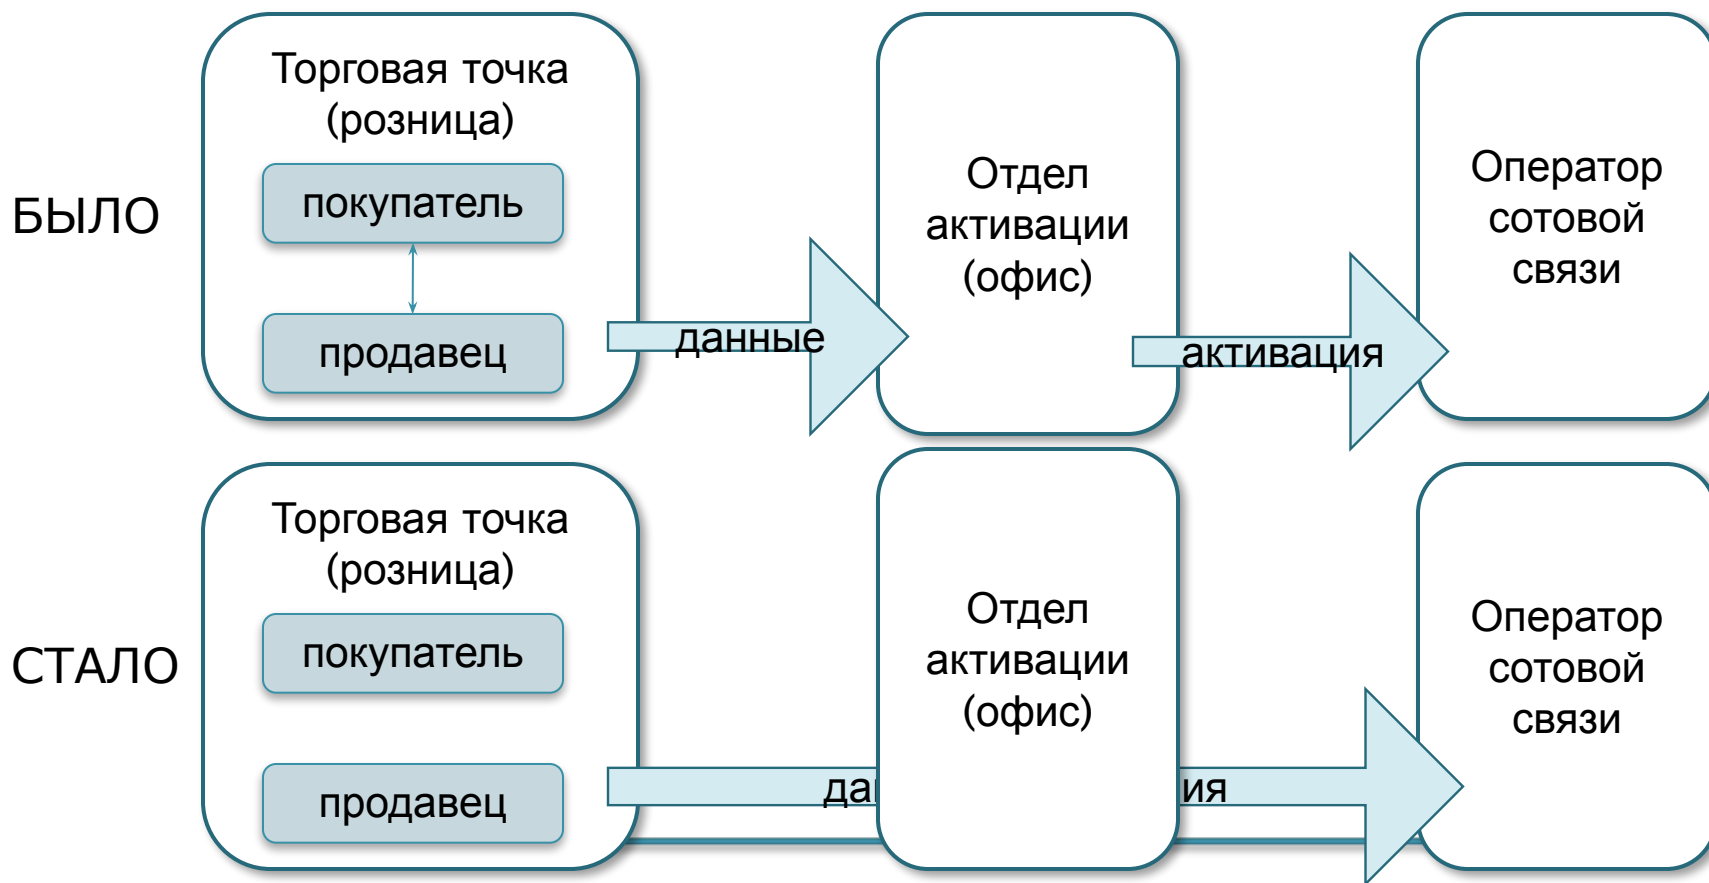 БЫЛО
Торговая точка
(розница)
покупатель
продавец
данные
Отдел
активации
(офис)
активация
Оператор
сотовой
связи
СТАЛО
Торговая точка
(розница)
покупатель
продавец
Отдел
активации
(офис)
Оператор
сотовой
связи